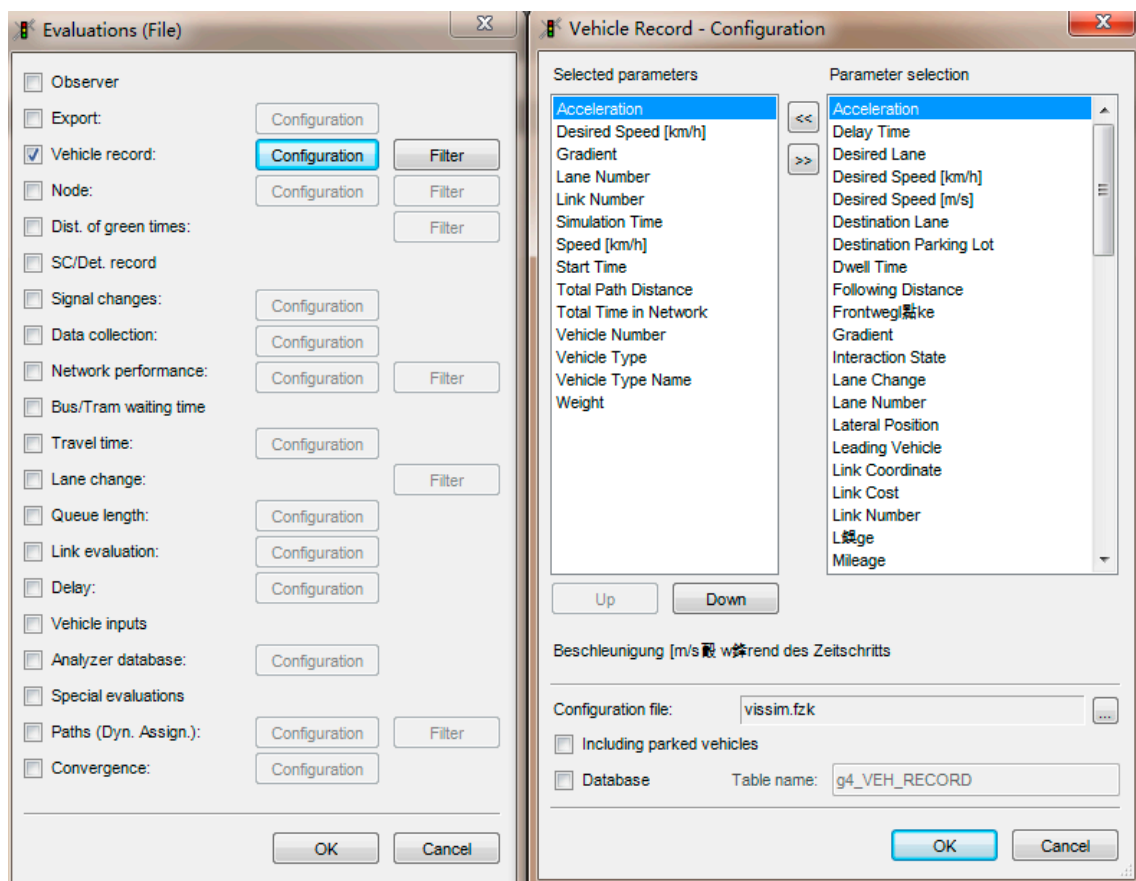 Evaluations (File)
Observer
Export: Configuration
Vehicle record: Configuration Filter
Node: Configuration Filter
Dist. of green times: Filter
SC/Det. record
Signal changes: Configuration
Data collection: Configuration
Network performance: Configuration Filter
Bus/Tram waiting time
Travel time: Configuration
Lane change: Filter
Queue length: Configuration
Link evaluation: Configuration
Delay: Configuration
Vehicle inputs
Analyzer database: Configuration
Special evaluations
Paths (Dyn. Assign.): Configuration Filter
Convergence: Configuration
OK Cancel
Vehicle Record - Configuration
Selected parameters
Acceleration
Desired Speed [km/h]
Gradient
Lane Number
Link Number
Simulation Time
Speed [km/h]
Start Time
Total Path Distance
Total Time in Network
Vehicle Number
Vehicle Type
Vehicle Type Name
Weight
<<
>>
Parameter selection
Acceleration
Delay Time
Desired Lane
Desired Speed [km/h]
Desired Speed [m/s]
Destination Lane
Destination Parking Lot
Dwell Time
Following Distance
Gradient
Interaction State
Lane Change
Lane Number
Lateral Position
Leading Vehicle
Link Coordinate
Link Cost
Link Number
Mileage
Up Down
Beschleunigung [m/s des Zeitschritts
Configuration file: vissim.fzk ...
Including parked vehicles
Database Table name: g4_VEH_RECORD
OK Cancel